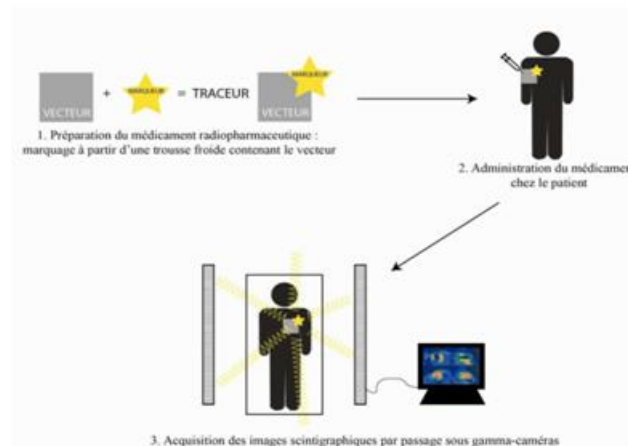 VECTEUR + MARQUEUR = TRACEUR MARQUEUR VECTEUR
1. Préparation du médicament radiopharmaceutique :
marquage à partir d'une trousse froide contenant le vecteur
2. Administration du médicamen
chez le patient
3. Acquisition des images scintigraphiques par passage sous gamma-caméras